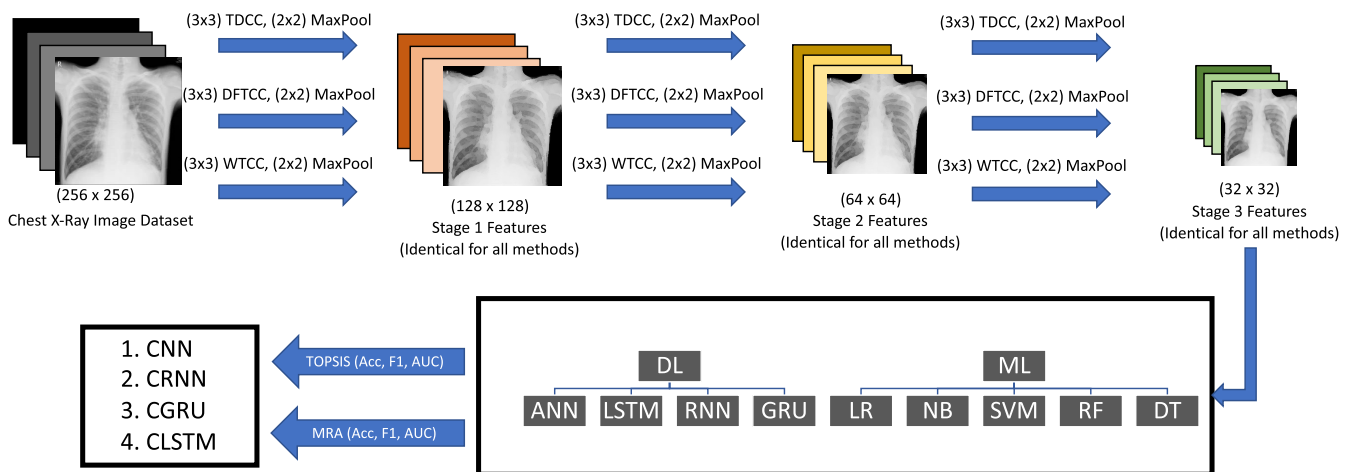 (3x3) TDCC, (2x2) MaxPool
(3x3) TDCC, (2x2) MaxPool
(3x3) TDCC, (2x2) MaxPool
(3x3) DFTCC, (2x2) MaxPool
(3x3) DFTCC, (2x2) MaxPool
(3x3) DFTCC, (2x2) MaxPool
(3x3) WTCC, (2x2) MaxPool
(3x3) WTCC, (2x2) MaxPool
(3x3) WTCC, (2x2) MaxPool
(256 x 256)
Chest X-Ray Image Dataset
(128 x 128)
Stage 1 Features
(Identical for all methods)
(64 x 64)
Stage 2 Features
(Identical for all methods)
(32 x 32)
Stage 3 Features
(Identical for all methods)
1. CNN
2. CRNN
3. CGRU
4. CLSTM
TOPSIS (Acc, F1, AUC)
MRA (Acc, F1, AUC)
DL
ML
ANN LSTM RNN GRU LR NB SVM RF DT